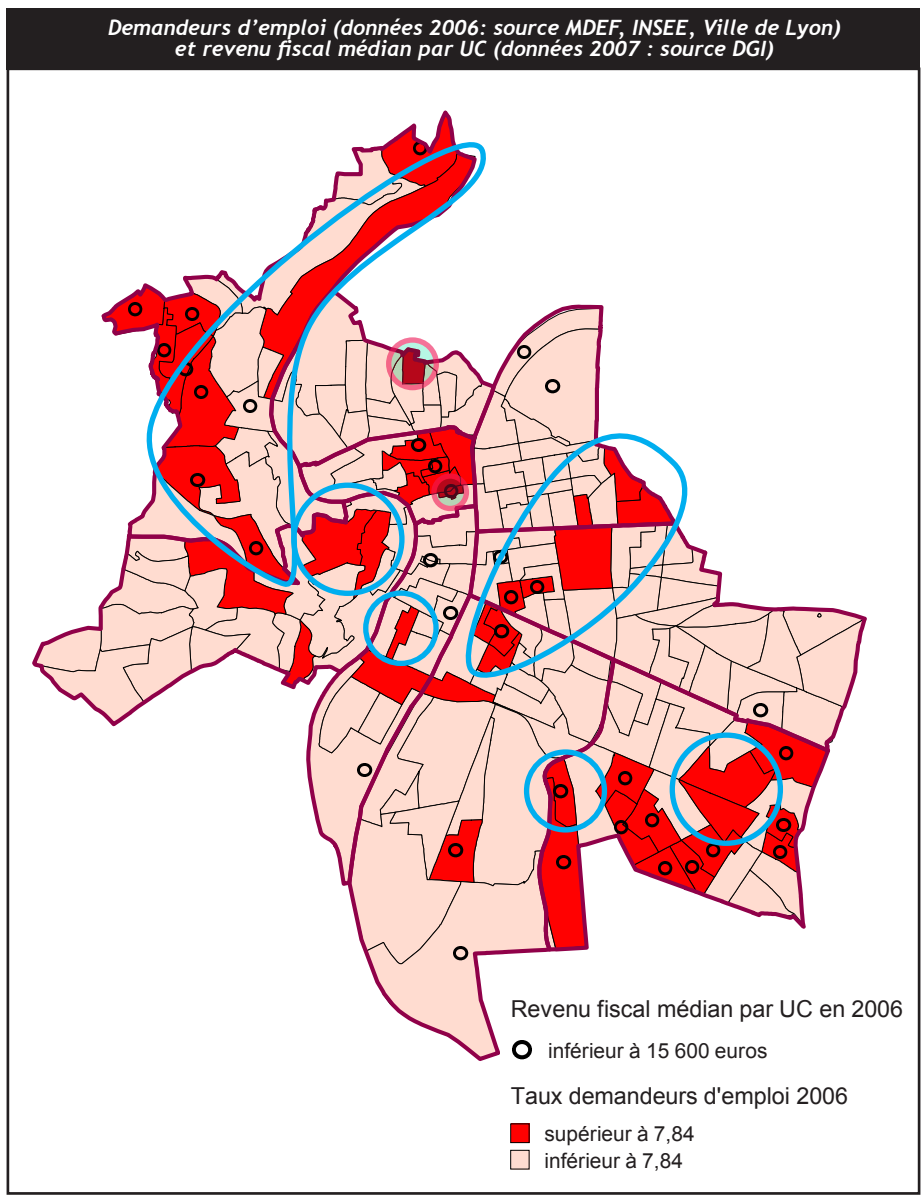 Demandeurs d'emploi (données 2006: source MDEF, INSEE, Ville de Lyon)
et revenu fiscal médian par UC (données 2007 : source DGI)
Revenu fiscal médian par UC en 2006
inférieur à 15 600 euros
Taux demandeurs d'emploi 2006
supérieur à 7,84
inférieur à 7,84